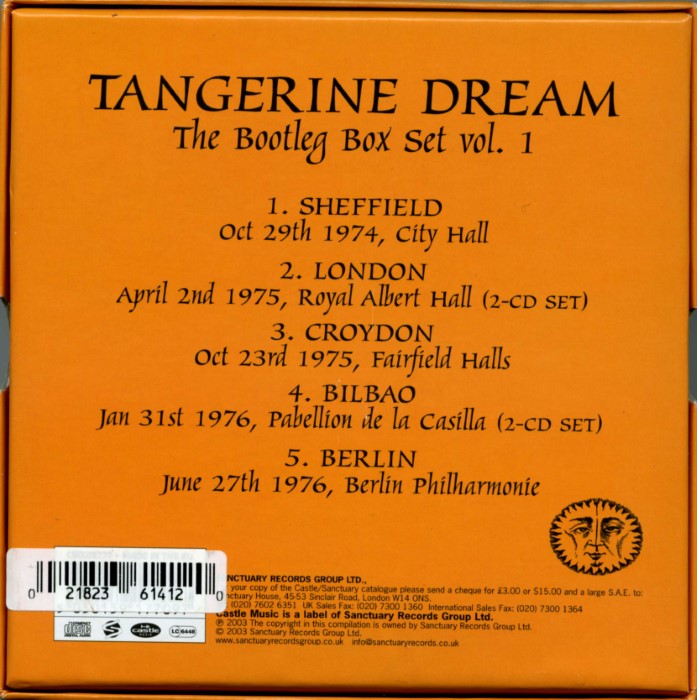 TANGERINE DREAM
The Bootleg Box Set vol. 1
1. SHEFFIELD
Oct 29th 1974, City Hall
2. LONDON
April 2nd 1975, Royal Albert Hall (2-CD SET)
3. CROYDON
Oct 23rd 1975, Fairfield Halls
4. BILBAO
Jan 31st 1976, Pabellion de la Casilla (2-CD SET)
5. BERLIN
June 27th 1976, Berlin Philharmonie
0 21823 61412 0
RECORDS GROUP LTD.,
your copy of the Castle/Sanctuary catalogue please send a cheque for £3.00 or $15.00 and a large S.A.E. to:
House, 45-53 Sinclair Road, London W14 ONS.
(020) 7602 6351 UK Sales Fax: (020) 7300 1360 International Sales Fax: (020) 7300 1364
Castle Music is a label of Sanctuary Records Group Ltd.
℗ 2003 The copyright in this compilation is owned by Sanctuary Records Group Ltd.
© 2003 Sanctuary Records Group Ltd.
www.sanctuaryrecordsgroup.co.uk info@sanctuaryrecords.co.uk
disc S castle LC 6448